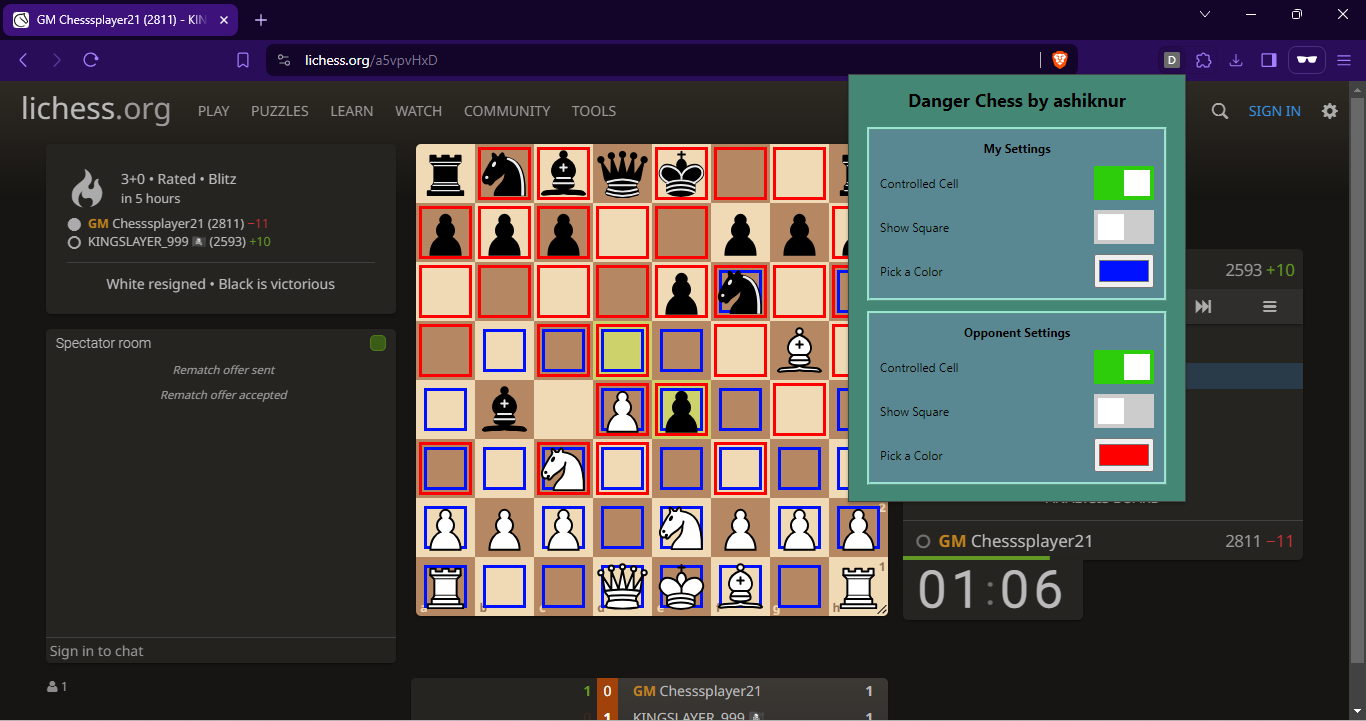 GM Chesssplayer21 (2811) - KIN
lichess.org/a5vpvHxD
D
lichess.org
PLAY PUZZLES LEARN WATCH COMMUNITY TOOLS
SIGN IN
3+0 • Rated • Blitz
in 5 hours
GM Chesssplayer21 (2811) −11
KINGSLAYER_999 (2593) +10
White resigned • Black is victorious
Spectator room
Rematch offer sent
Rematch offer accepted
Sign in to chat
1
Danger Chess by ashiknur
My Settings
Controlled Cell
Show Square
Pick a Color
Opponent Settings
Controlled Cell
Show Square
Pick a Color
2593 +10
2
1
a b c d e f g h
GM Chesssplayer21 2811 −11
01:06
1 0 GM Chesssplayer21 1
0 1 KINGSLAYER_999 1